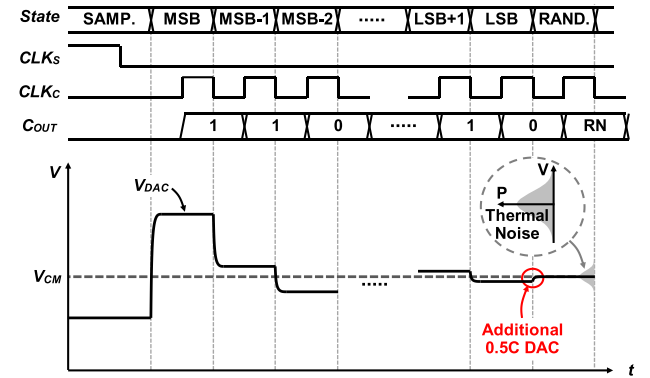 State SAMP. MSB MSB-1 MSB-2 ····· LSB+1 LSB RAND.
CLKS
CLKC
COUT 1 1 0 ····· 1 0 RN
V
VDAC
V
P
Thermal
Noise
VCM
·····
Additional
0.5C DAC
t